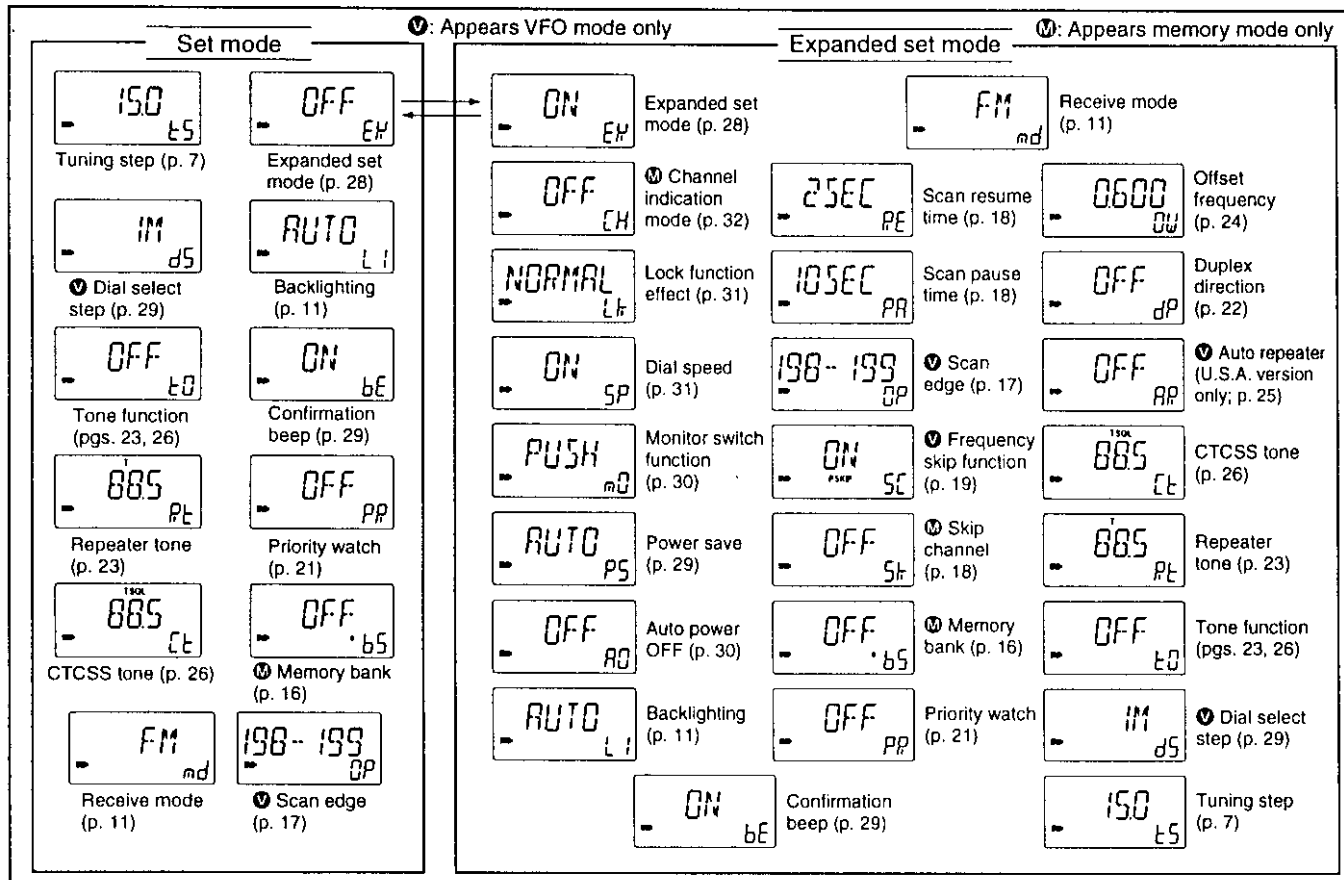 Ⓥ: Appears VFO mode only
Ⓜ: Appears memory mode only
Set mode
15.0
tS
Tuning step (p. 7)
OFF
EX
Expanded set
mode (p. 28)
1M
dS
Ⓥ Dial select
step (p. 29)
AUTO
LI
Backlighting
(p. 11)
OFF
tO
Tone function
(pgs. 23, 26)
ON
bE
Confirmation
beep (p. 29)
T
88.5
Rt
Repeater tone
(p. 23)
OFF
PR
Priority watch
(p. 21)
TSQL
88.5
Ct
CTCSS tone (p. 26)
OFF
bS
Ⓜ Memory bank
(p. 16)
FM
md
Receive mode
(p. 11)
198-199
OP
Ⓥ Scan edge
(p. 17)
Expanded set mode
ON
EX
Expanded set
mode (p. 28)
FM
md
Receive mode
(p. 11)
OFF
CH
Ⓜ Channel
indication
mode (p. 32)
2SEC
RE
Scan resume
time (p. 18)
0.600
OW
Offset
frequency
(p. 24)
NORMAL
Lk
Lock function
effect (p. 31)
10SEC
PA
Scan pause
time (p. 18)
OFF
dP
Duplex
direction
(p. 22)
ON
SP
Dial speed
(p. 31)
198-199
OP
Ⓥ Scan
edge (p. 17)
OFF
AR
Ⓥ Auto repeater
(U.S.A. version
only; p. 25)
PUSH
mO
Monitor switch
function
(p. 30)
ON
PSKIP
SC
Ⓥ Frequency
skip function
(p. 19)
TSQL
88.5
Ct
CTCSS tone
(p. 26)
AUTO
PS
Power save
(p. 29)
OFF
Sk
Ⓜ Skip
channel
(p. 18)
T
88.5
Rt
Repeater
tone (p. 23)
OFF
AO
Auto power
OFF (p. 30)
OFF
bS
Ⓜ Memory
bank (p. 16)
OFF
tO
Tone function
(pgs. 23, 26)
AUTO
LI
Backlighting
(p. 11)
OFF
PR
Priority watch
(p. 21)
1M
dS
Ⓥ Dial select
step (p. 29)
ON
bE
Confirmation
beep (p. 29)
15.0
tS
Tuning step
(p. 7)